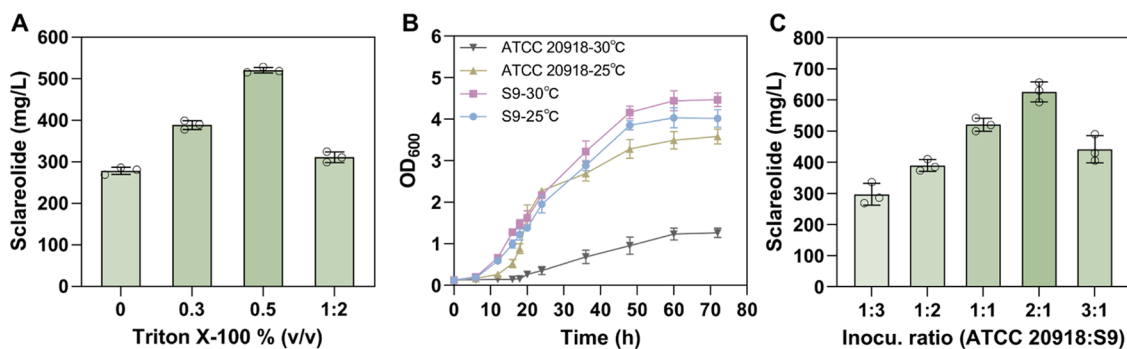 A
Sclareolide (mg/L)
600
500
400
300
200
100
0
0 0.3 0.5 1:2
Triton X-100 % (v/v)
B
OD600
6
5
4
3
2
1
0
ATCC 20918-30°C
ATCC 20918-25°C
S9-30°C
S9-25°C
0 10 20 30 40 50 60 70 80
Time (h)
C
Sclareolide (mg/L)
800
700
600
500
400
300
200
100
0
1:3 1:2 1:1 2:1 3:1
Inocu. ratio (ATCC 20918:S9)